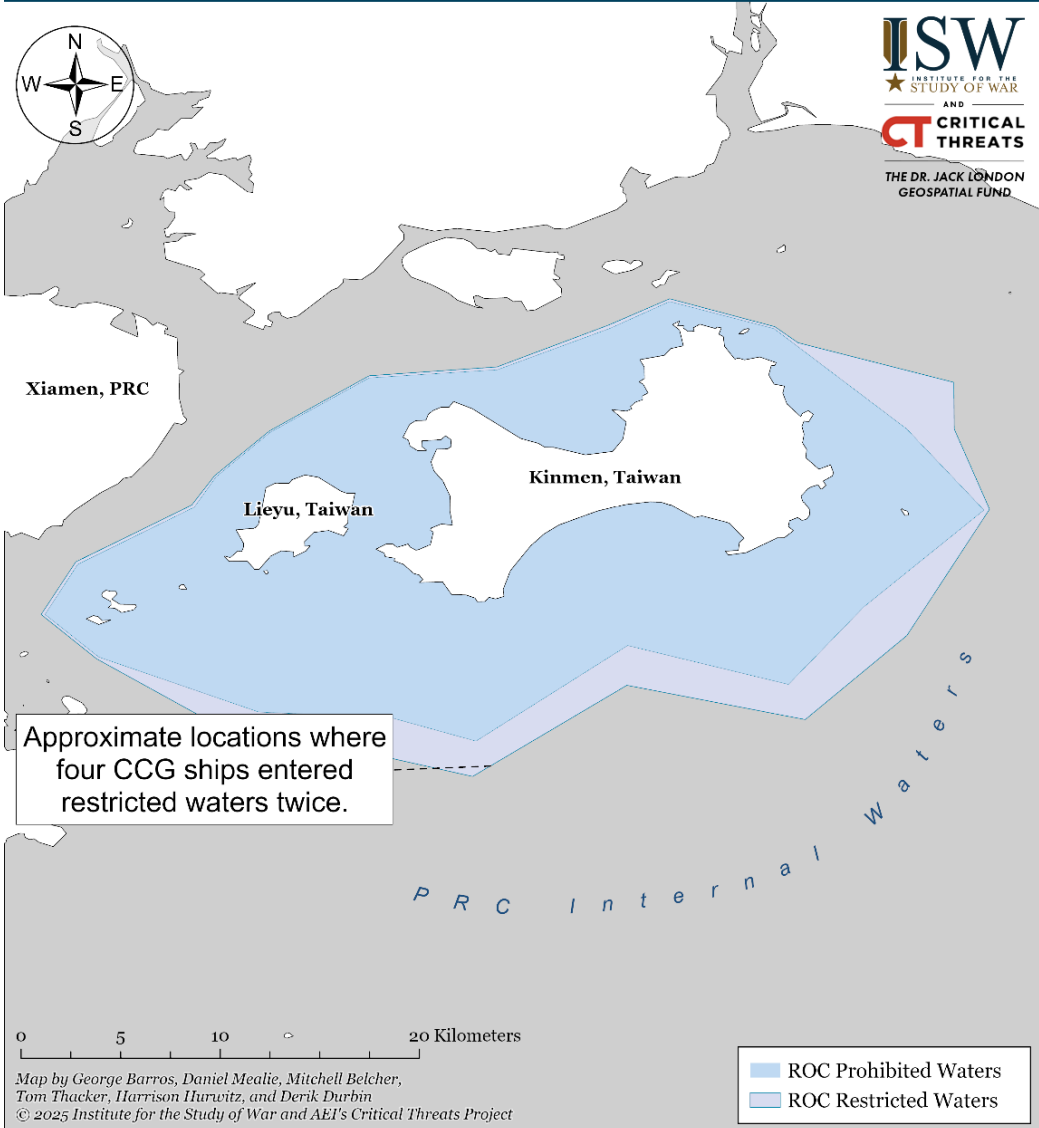 N
W
E
S
ISW
INSTITUTE FOR THE
STUDY OF WAR
AND
CT CRITICAL
THREATS
THE DR. JACK LONDON
GEOSPATIAL FUND
Xiamen, PRC
Kinmen, Taiwan
Lieyu, Taiwan
Approximate locations where
four CCG ships entered
restricted waters twice.
PRC Internal Waters
0 5 10 20 Kilometers
Map by George Barros, Daniel Mealie, Mitchell Belcher,
Tom Thacker, Harrison Hurwitz, and Derik Durbin
© 2025 Institute for the Study of War and AEI's Critical Threats Project
ROC Prohibited Waters
ROC Restricted Waters